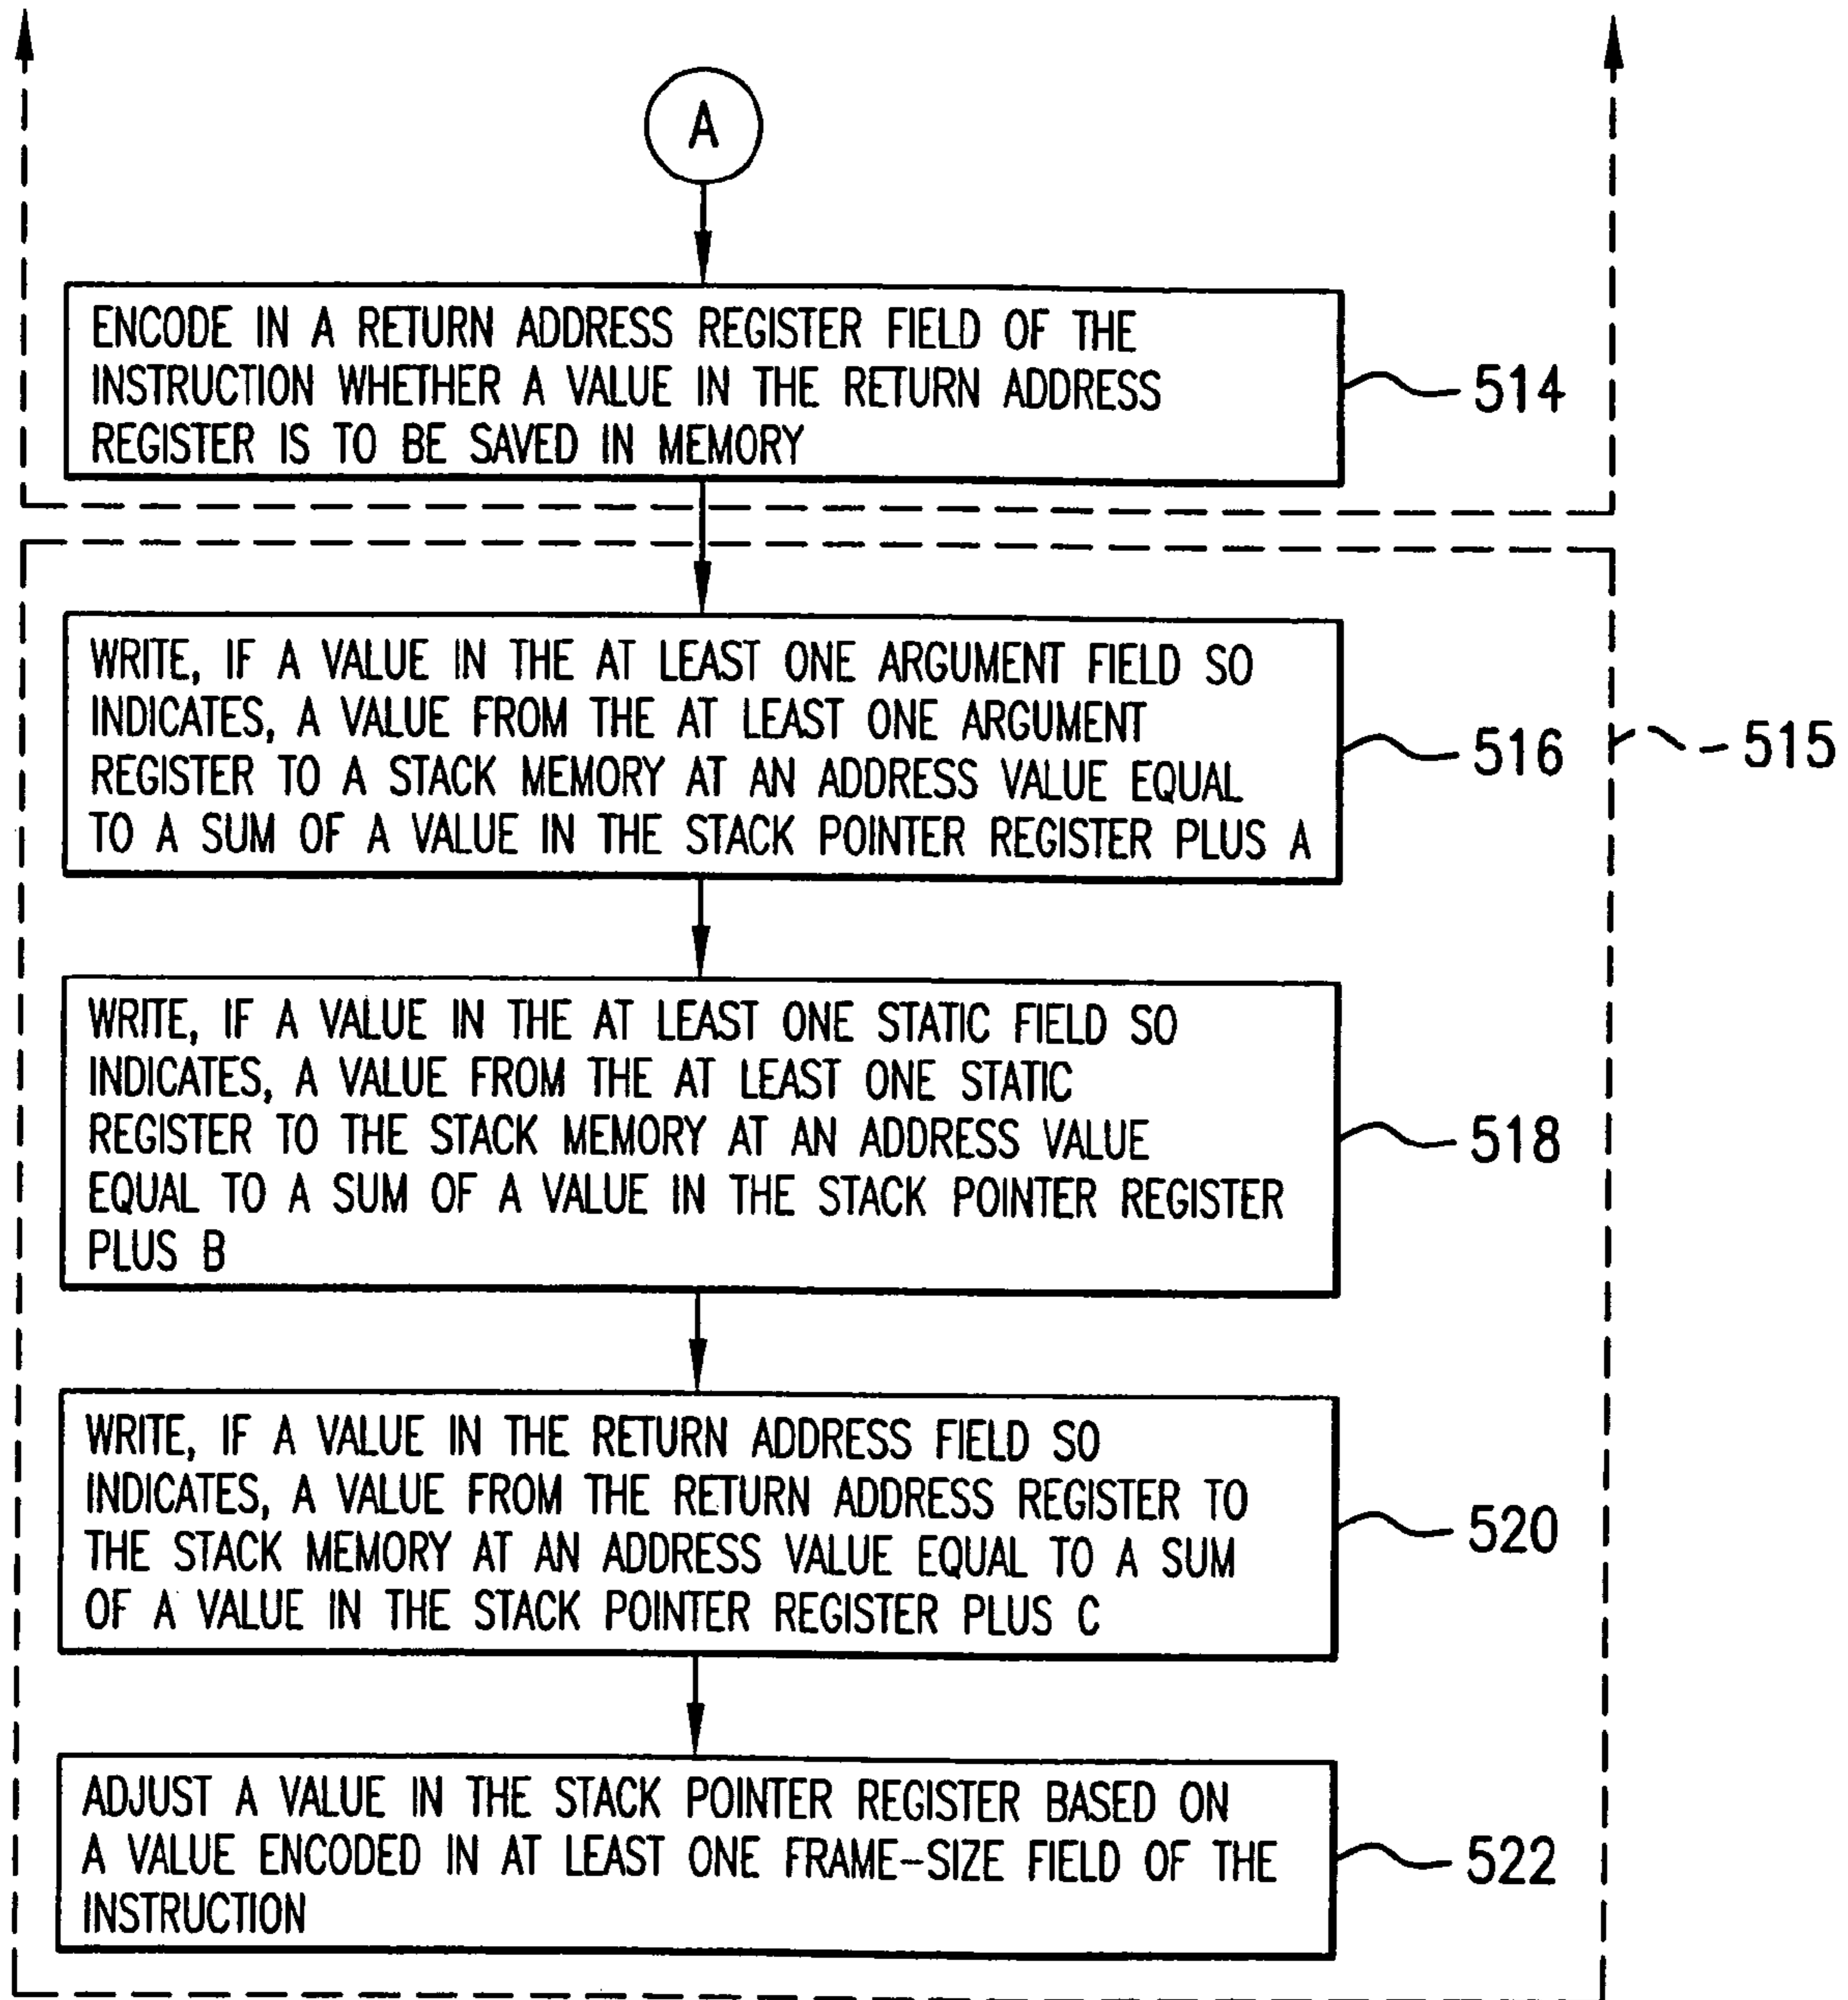 A
ENCODE IN A RETURN ADDRESS REGISTER FIELD OF THE
INSTRUCTION WHETHER A VALUE IN THE RETURN ADDRESS
REGISTER IS TO BE SAVED IN MEMORY
514
WRITE, IF A VALUE IN THE AT LEAST ONE ARGUMENT FIELD SO
INDICATES, A VALUE FROM THE AT LEAST ONE ARGUMENT
REGISTER TO A STACK MEMORY AT AN ADDRESS VALUE EQUAL
TO A SUM OF A VALUE IN THE STACK POINTER REGISTER PLUS A
516
515
WRITE, IF A VALUE IN THE AT LEAST ONE STATIC FIELD SO
INDICATES, A VALUE FROM THE AT LEAST ONE STATIC
REGISTER TO THE STACK MEMORY AT AN ADDRESS VALUE
EQUAL TO A SUM OF A VALUE IN THE STACK POINTER REGISTER
PLUS B
518
WRITE, IF A VALUE IN THE RETURN ADDRESS FIELD SO
INDICATES, A VALUE FROM THE RETURN ADDRESS REGISTER TO
THE STACK MEMORY AT AN ADDRESS VALUE EQUAL TO A SUM
OF A VALUE IN THE STACK POINTER REGISTER PLUS C
520
ADJUST A VALUE IN THE STACK POINTER REGISTER BASED ON
A VALUE ENCODED IN AT LEAST ONE FRAME-SIZE FIELD OF THE
INSTRUCTION
522